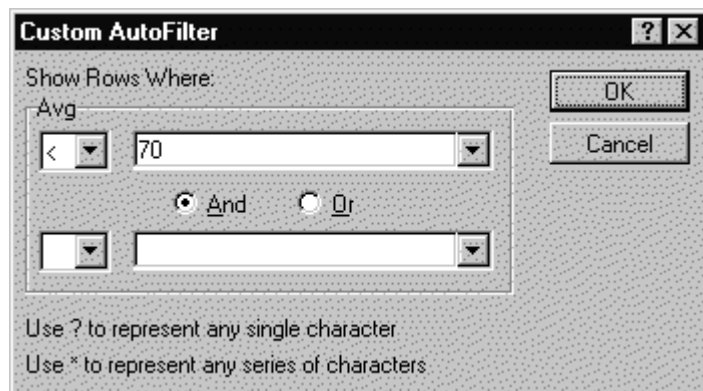 Custom AutoFilter
? X
Show Rows Where:
OK
Avg
< 70
Cancel
And Or
Use ? to represent any single character
Use * to represent any series of characters